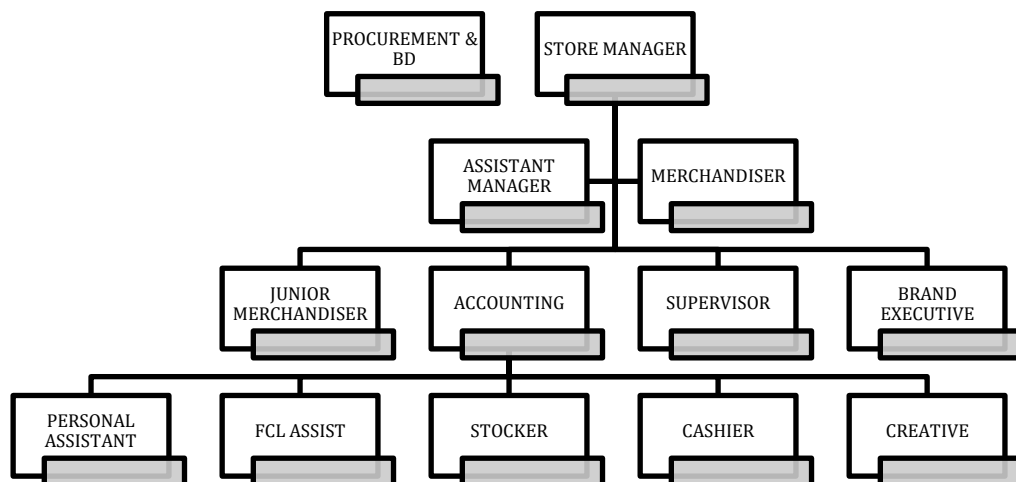 PROCUREMENT &
BD
STORE MANAGER
ASSISTANT
MANAGER
MERCHANDISER
JUNIOR
MERCHANDISER
ACCOUNTING
SUPERVISOR
BRAND
EXECUTIVE
PERSONAL
ASSISTANT
FCL ASSIST
STOCKER
CASHIER
CREATIVE